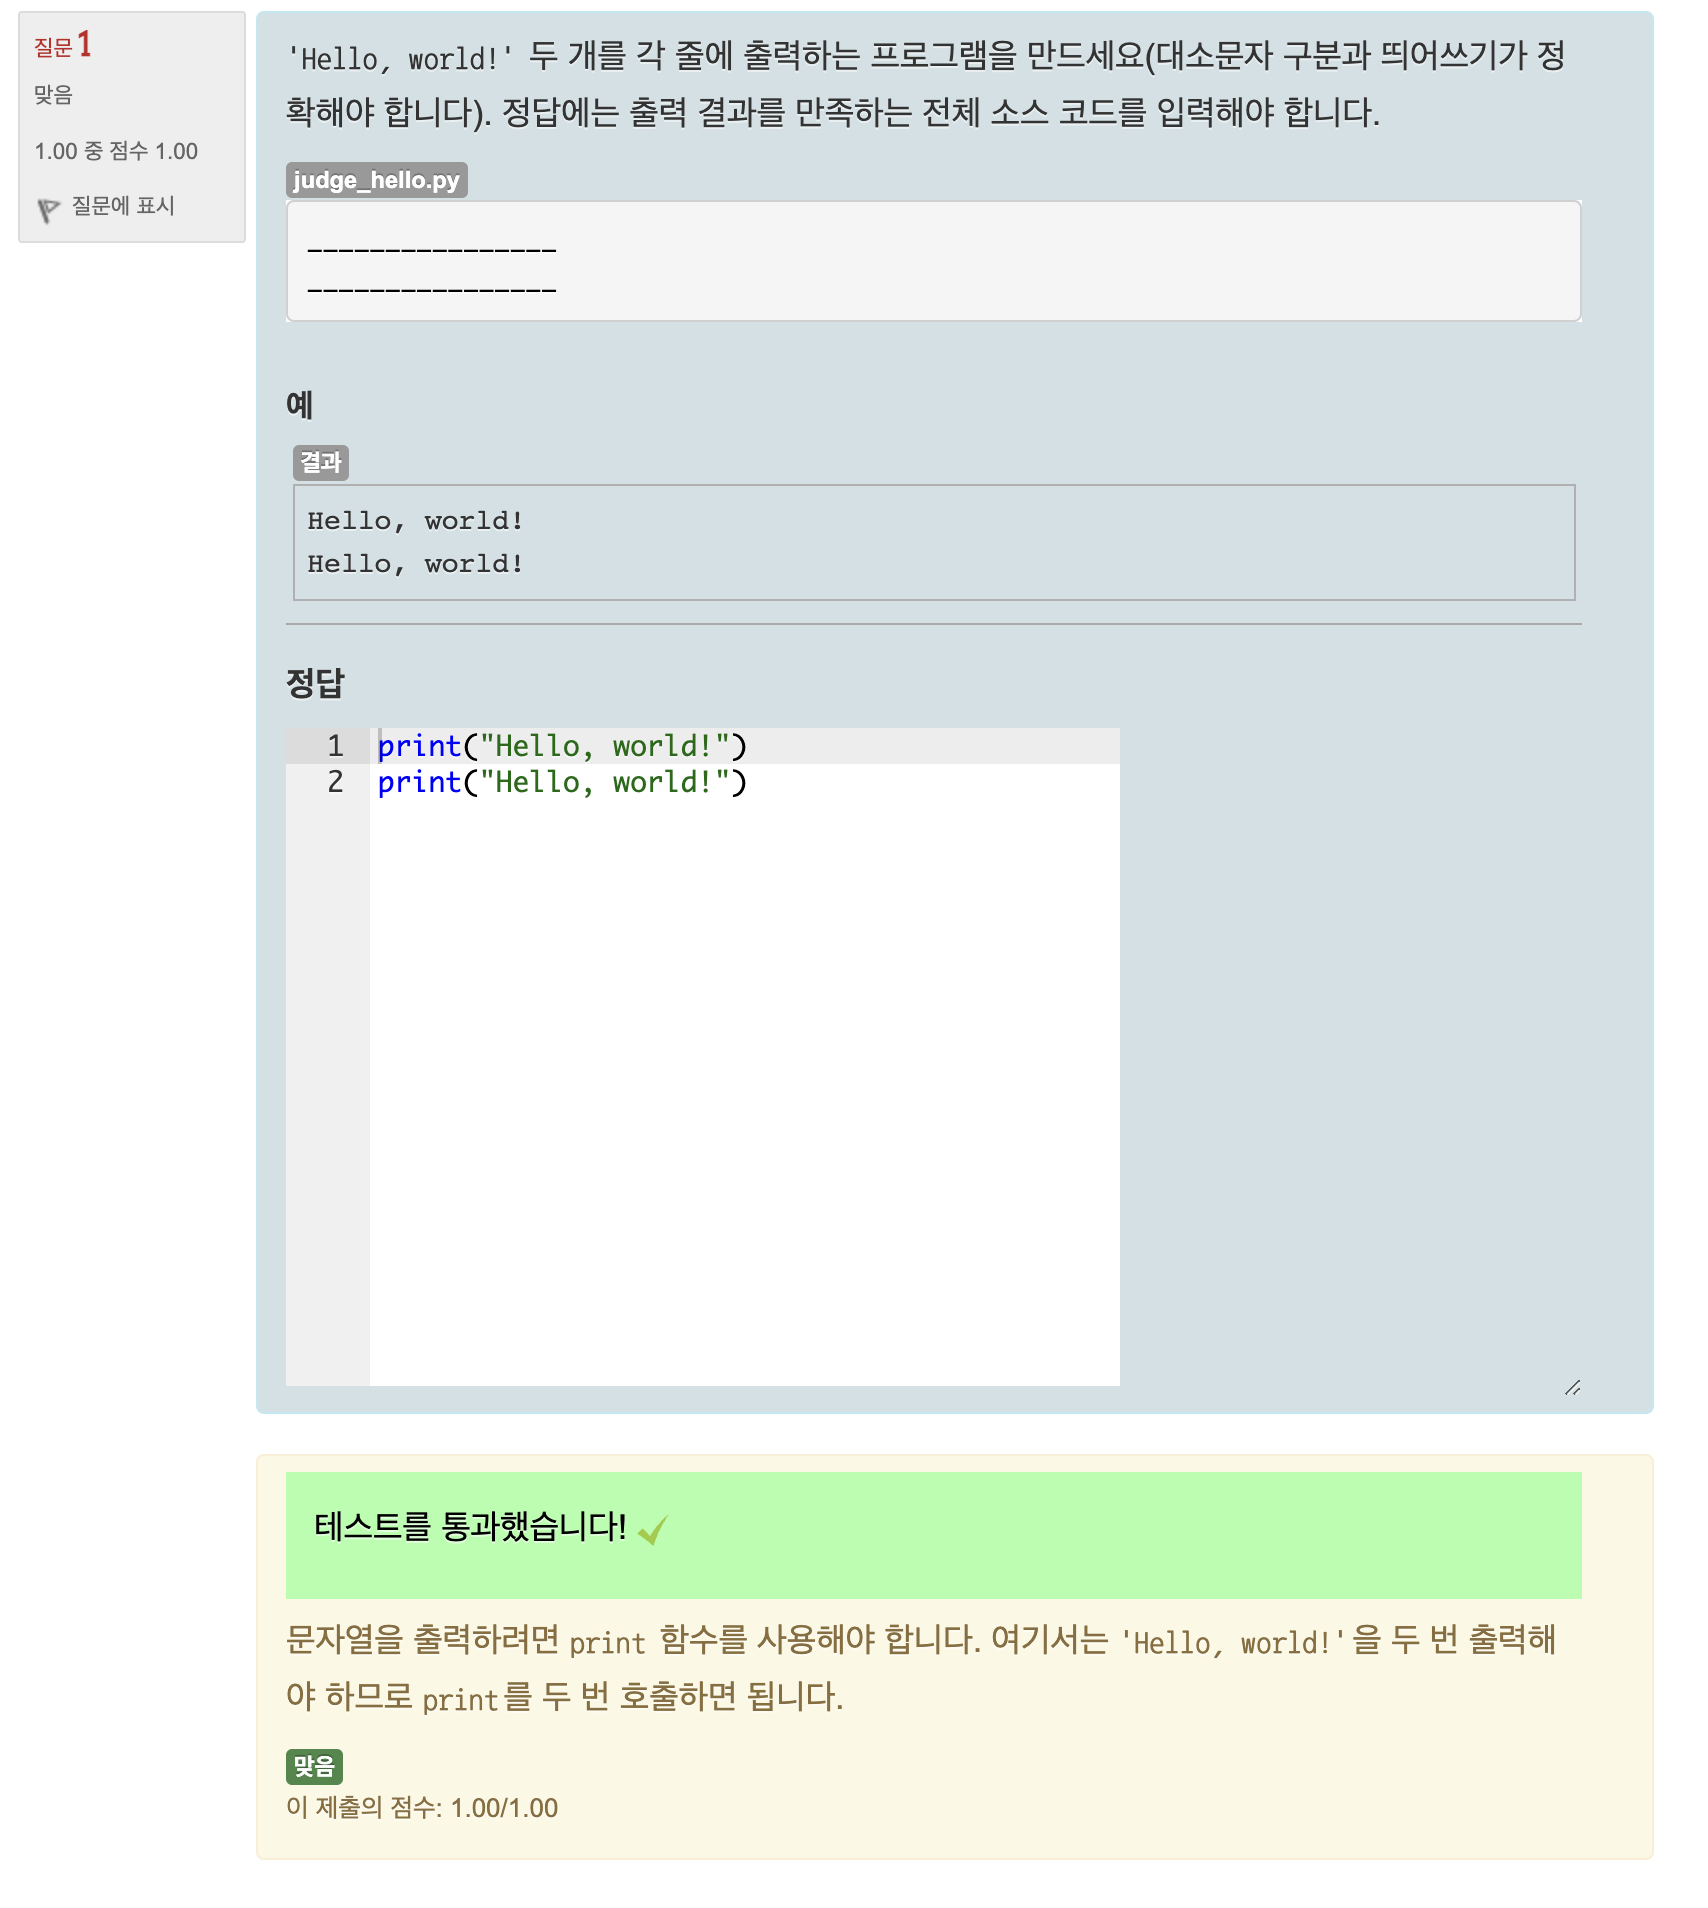 질문 1
맞음
1.00 중 점수 1.00
질문에 표시
'Hello, world!' 두 개를 각 줄에 출력하는 프로그램을 만드세요(대소문자 구분과 띄어쓰기가 정
확해야 합니다). 정답에는 출력 결과를 만족하는 전체 소스 코드를 입력해야 합니다.
judge_hello.py
________________
________________
예
결과
Hello, world!
Hello, world!
정답
1 print("Hello, world!")
2 print("Hello, world!")
테스트를 통과했습니다!
문자열을 출력하려면 print 함수를 사용해야 합니다. 여기서는 'Hello, world!'을 두 번 출력해
야 하므로 print를 두 번 호출하면 됩니다.
맞음
이 제출의 점수: 1.00/1.00